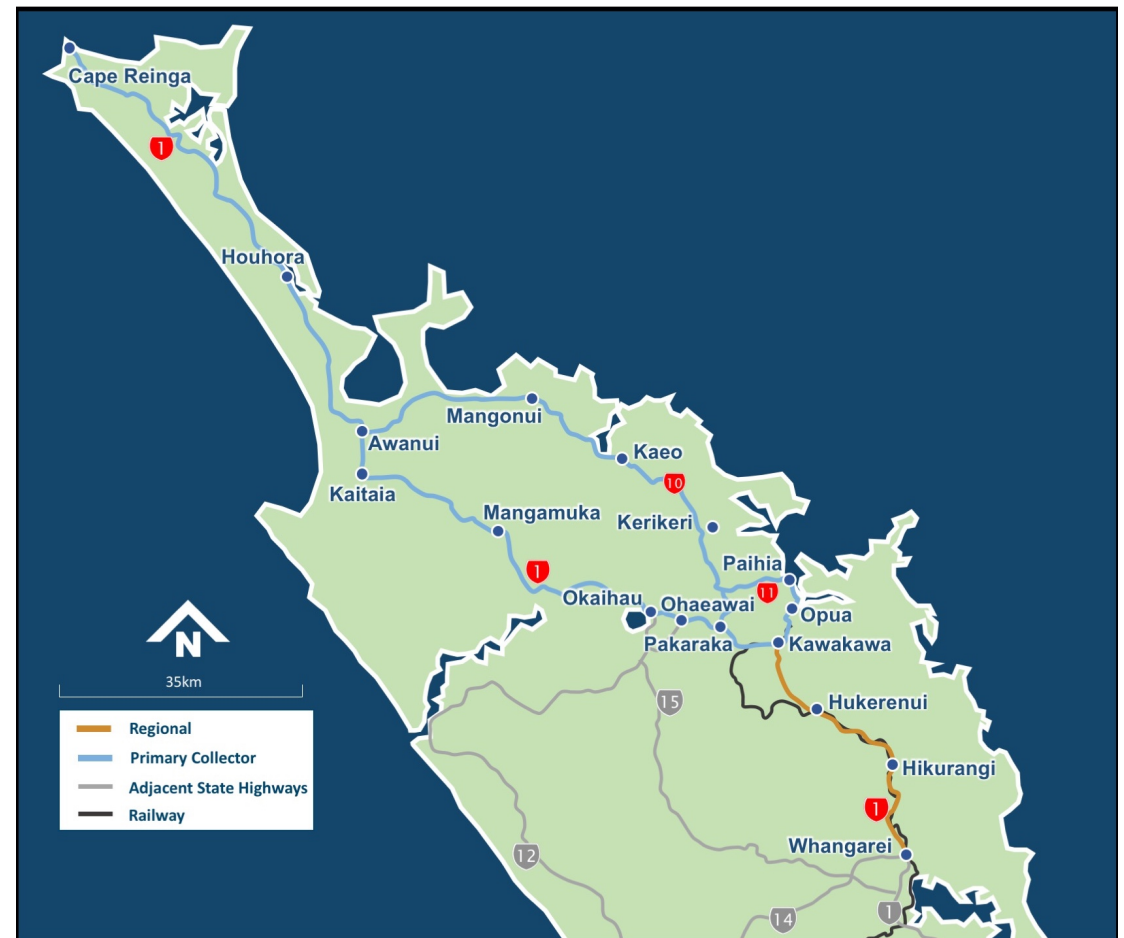 Cape Reinga
1
Houhora
Mangonui
Awanui
Kaeo
10
Kaitaia
Mangamuka
Kerikeri
Paihia
1
11
Okaihau
Ohaeawai
Opua
Pakaraka
Kawakawa
N
35km
15
Hukerenui
Regional
Primary Collector
Adjacent State Highways
Railway
Hikurangi
1
Whangarei
12
14
1